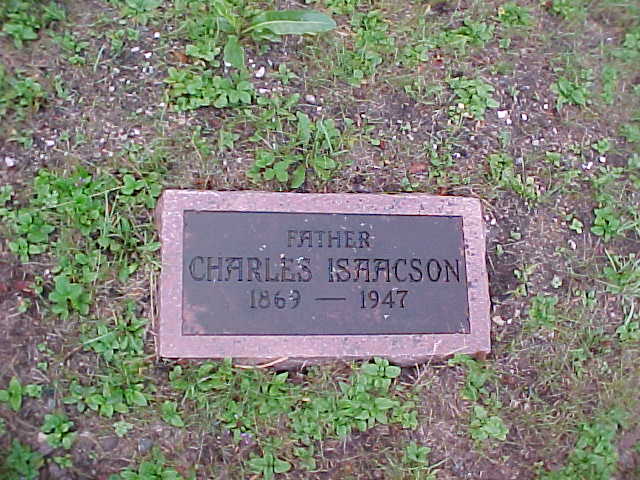 FATHER
CHARLES ISAACSON
1869 — 1947